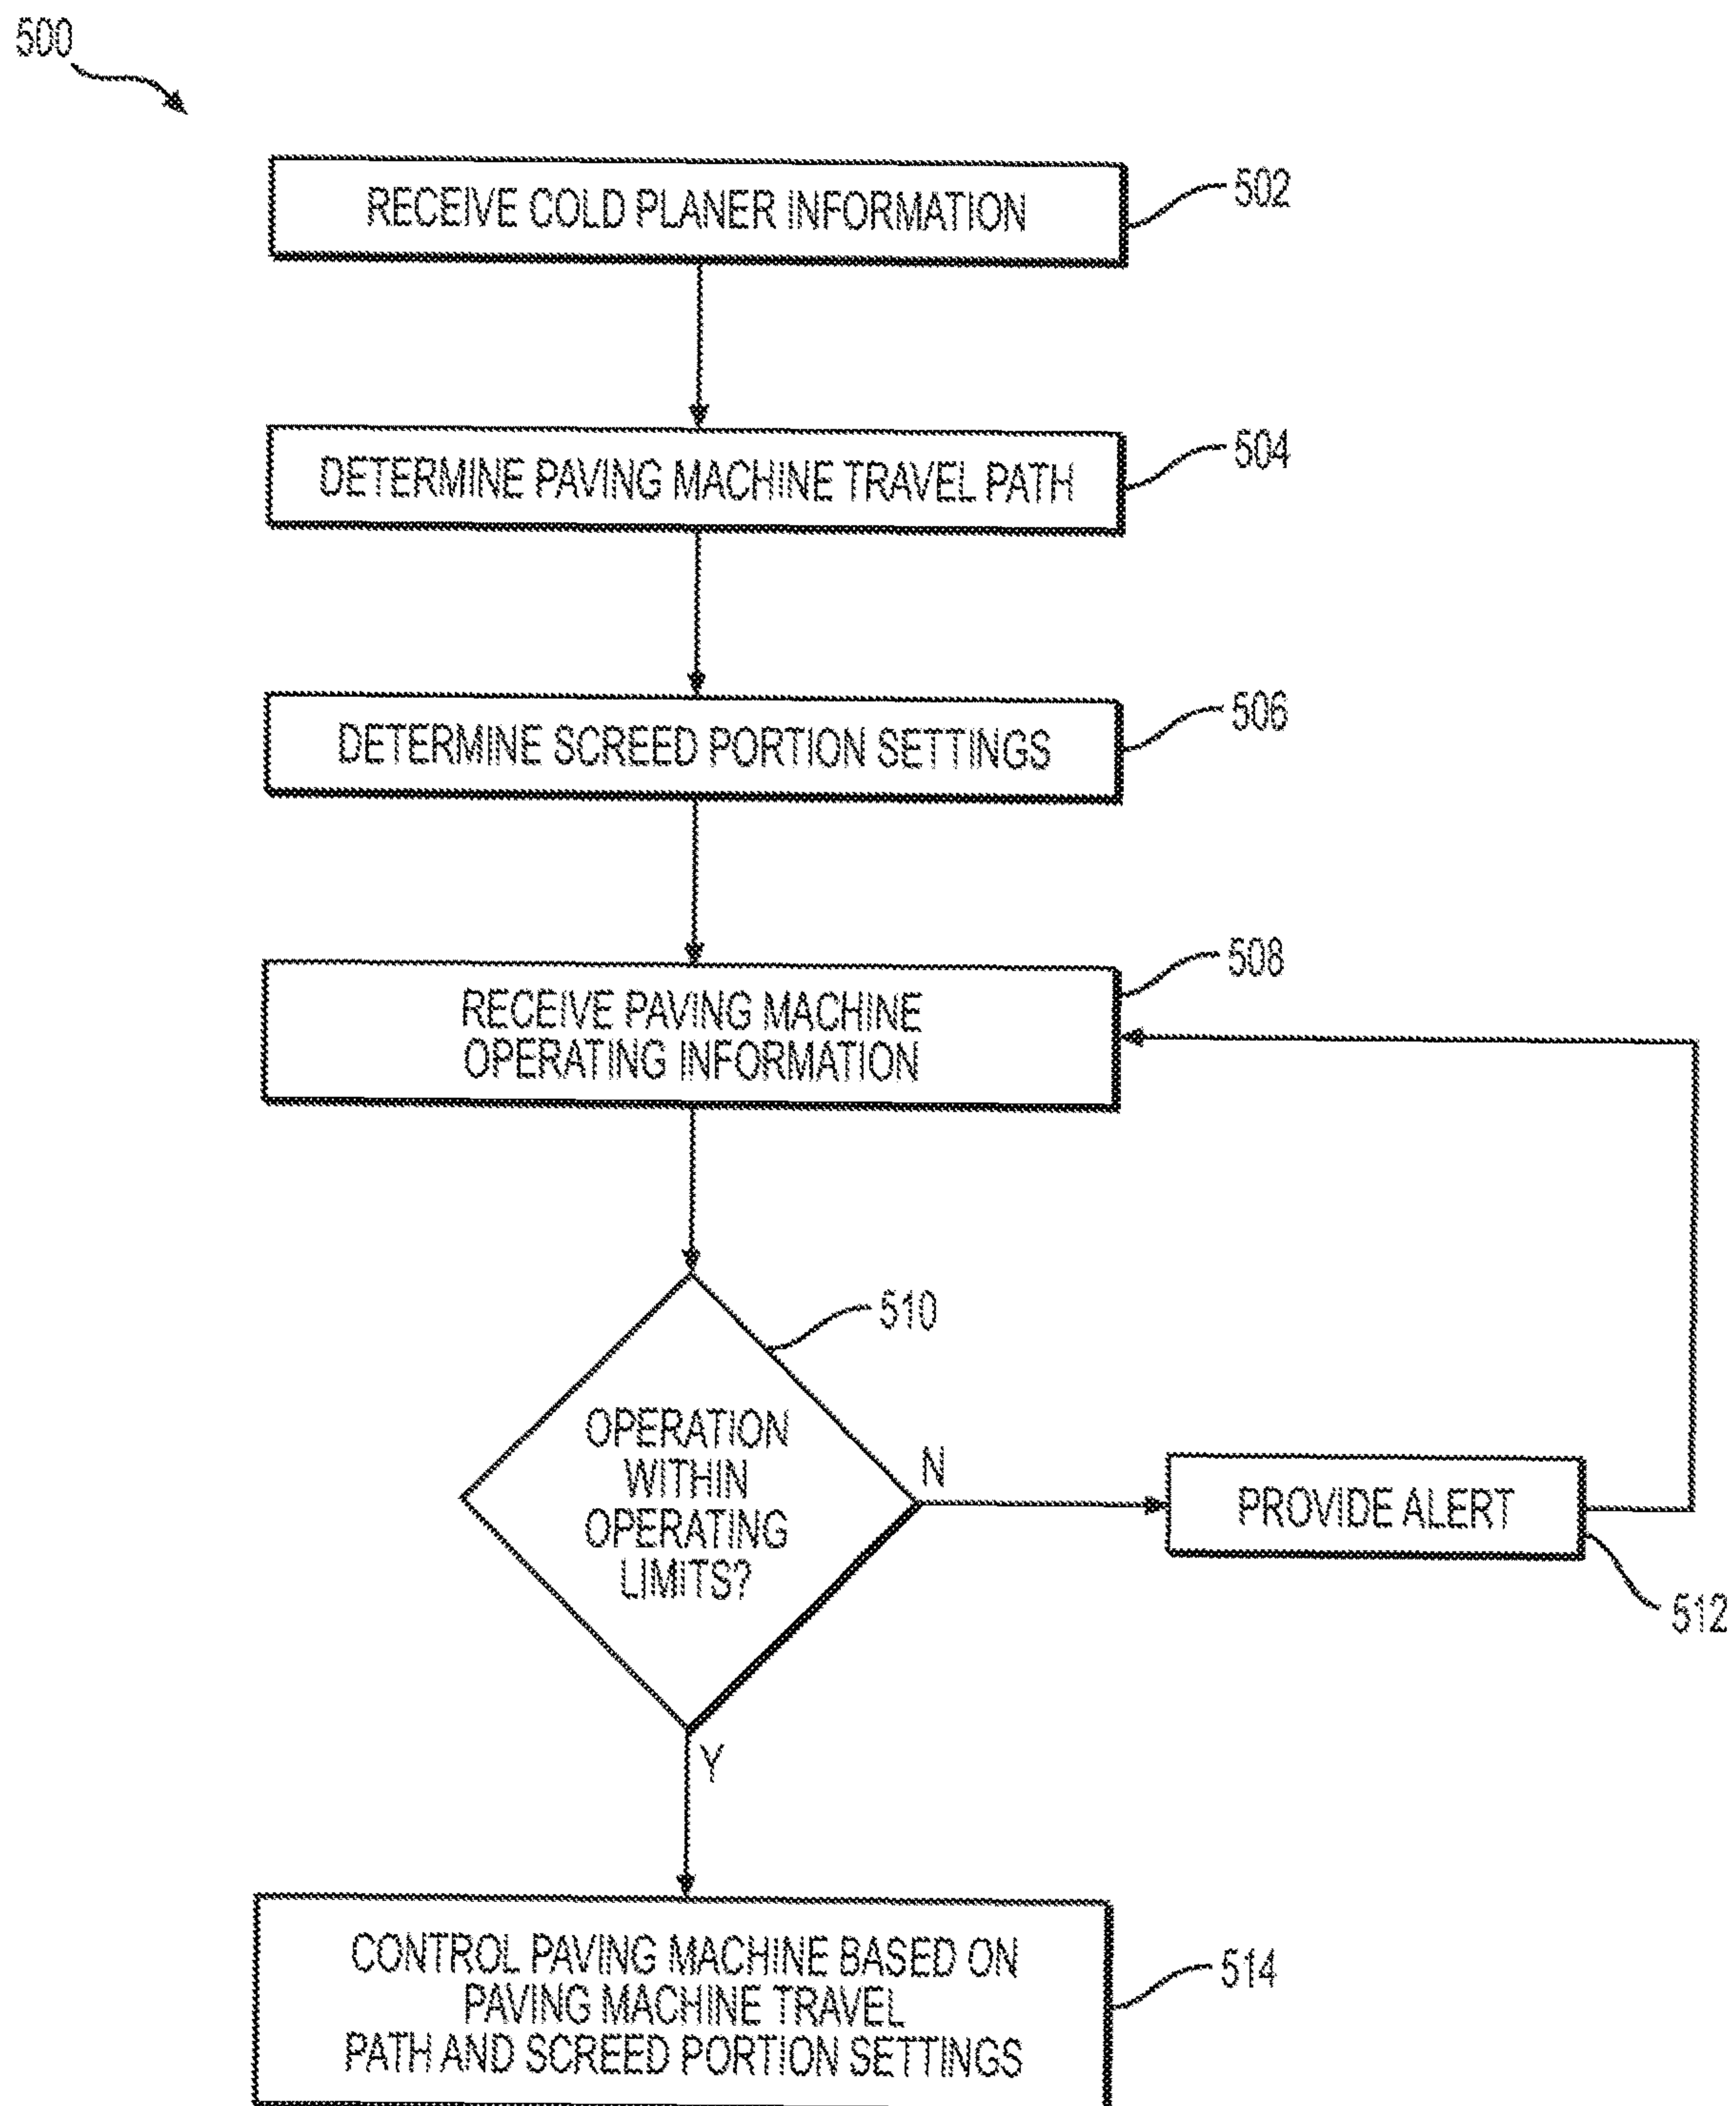 500
RECEIVE COLD PLANER INFORMATION
502
DETERMINE PAVING MACHINE TRAVEL PATH
504
DETERMINE SCREED PORTION SETTINGS
506
RECEIVE PAVING MACHINE
OPERATING INFORMATION
508
510
OPERATION
WITHIN
OPERATING
LIMITS?
N
PROVIDE ALERT
512
Y
CONTROL PAVING MACHINE BASED ON
PAVING MACHINE TRAVEL
PATH AND SCREED PORTION SETTINGS
514